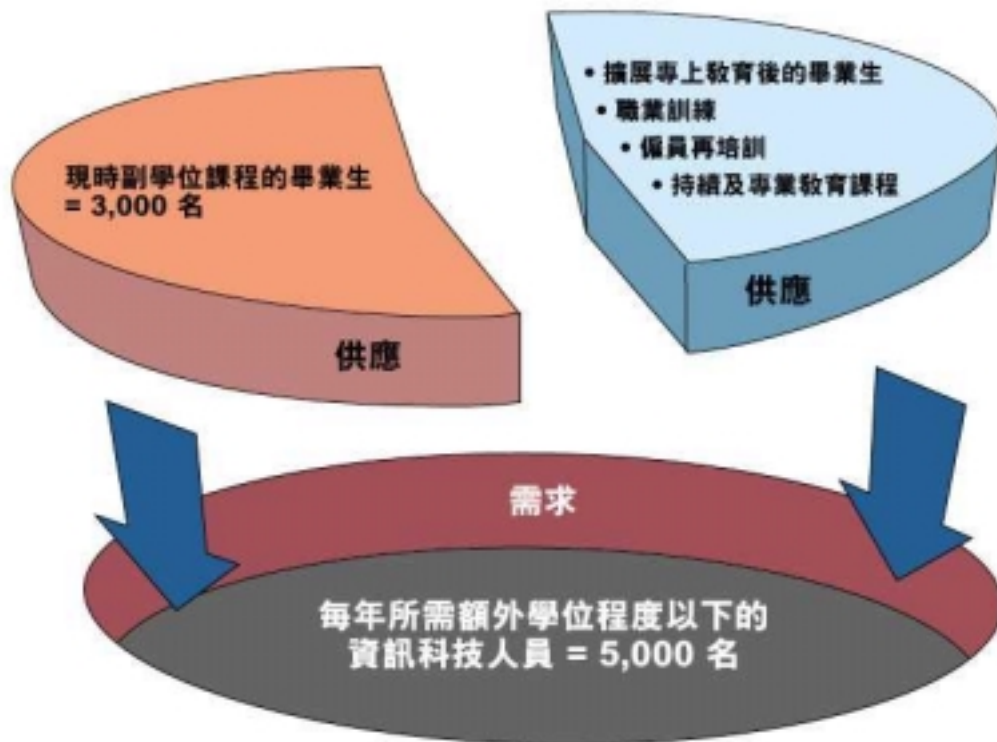 現時副學位課程的畢業生
= 3,000 名
供應
• 擴展專上教育後的畢業生
• 職業訓練
• 僱員再培訓
• 持續及專業教育課程
供應
需求
每年所需額外學位程度以下的
資訊科技人員 = 5,000 名